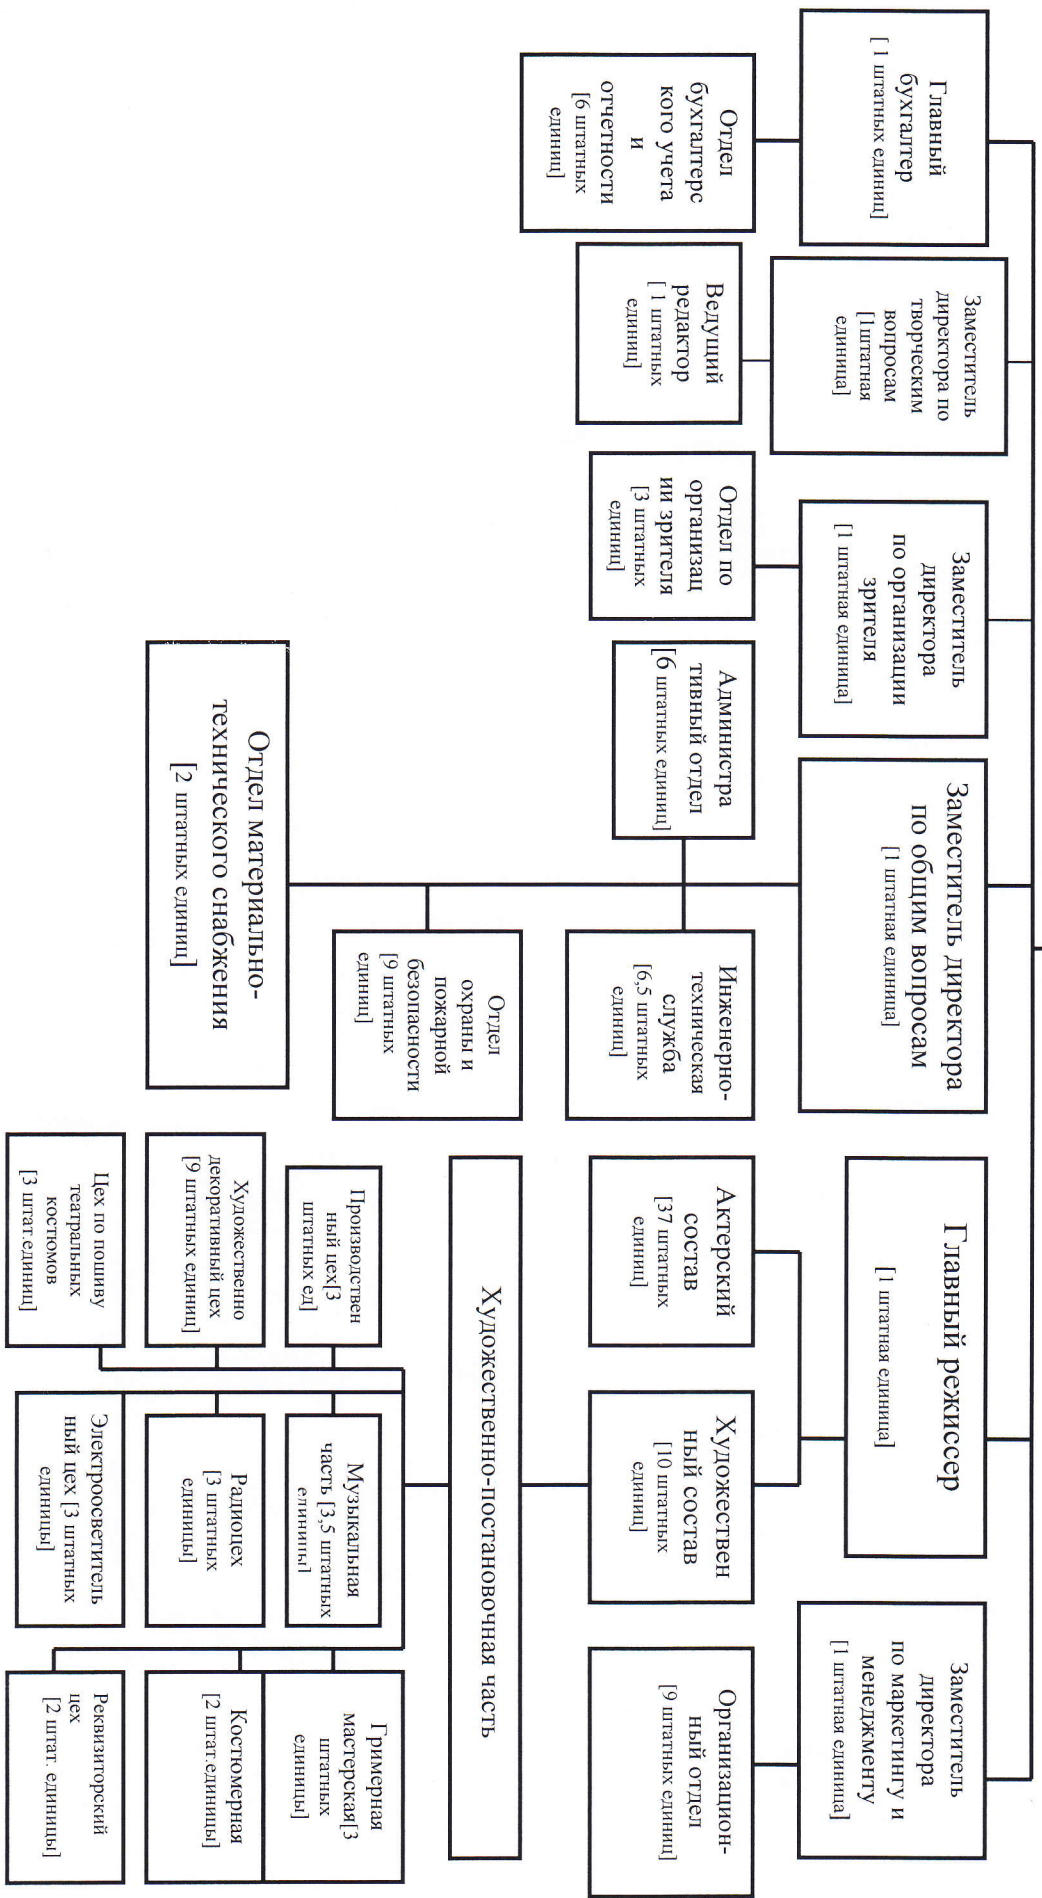 Главный
бухгалтер
[ 1 штатных единиц]
Заместитель
директора по
творческим
вопросам
[1штатная
единица]
Заместитель
директора
по организации
зрителя
[1 штатная единица]
Заместитель директора
по общим вопросам
[1 штатная единица]
Главный режиссер
[1 штатная единица]
Заместитель
директора
по маркетингу и
менеджменту
[1 штатная единица]
Отдел
бухгалтерс
кого учета
и
отчетности
[6 штатных
единиц]
Ведущий
редактор
[ 1 штатных
единиц]
Отдел по
организац
ии зрителя
[3 штатных
единиц]
Администра
тивный отдел
[6 штатных единиц]
Инженерно-
техническая
служба
[6,5 штатных
единиц]
Актерский
состав
[37 штатных
единиц]
Художествен
ный состав
[10 штатных
единиц]
Организацион-
ный отдел
[9 штатных единиц]
Отдел
охраны и
пожарной
безопасности
[9 штатных
единиц]
Художественно-постановочная часть
Отдел материально-
технического снабжения
[2 штатных единиц]
Производствен
ный цех[3
штатных ед]
Музыкальная
часть [3,5 штатных
единицы]
Гримерная
мастерская[3
штатных
единицы]
Художественно
декоративный цех
[9 штатных единиц]
Радиоцех
[3 штатных
единицы]
Костюмерная
[2 штат.единицы]
Цех по пошиву
театральных
костюмов
[3 штат.единиц]
Электроосветитель
ный цех [3 штатных
единицы]
Реквизиторский
цех
[2 штат. единицы]